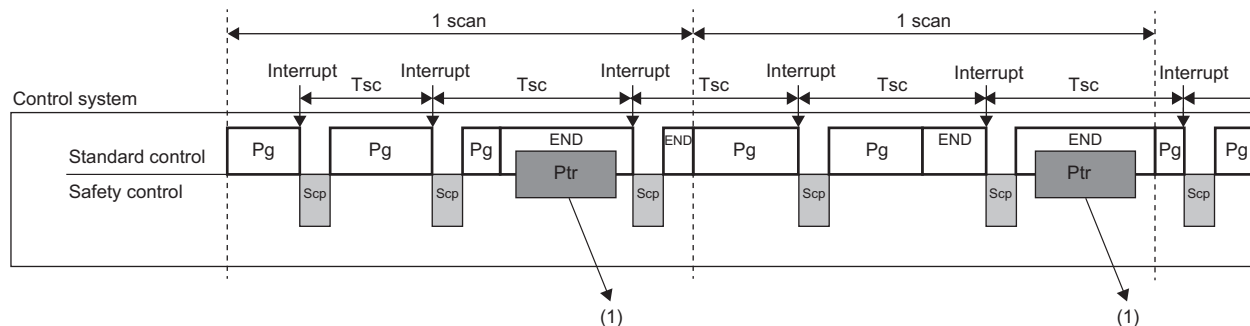 1 scan 1 scan
Interrupt Interrupt Interrupt Interrupt Interrupt Interrupt
Tsc Tsc Tsc Tsc Tsc
Control system
Standard control Pg Pg Pg END END Pg Pg END END Pg Pg
Ptr Ptr
Safety control Scp Scp Scp Scp Scp Scp
(1) (1)